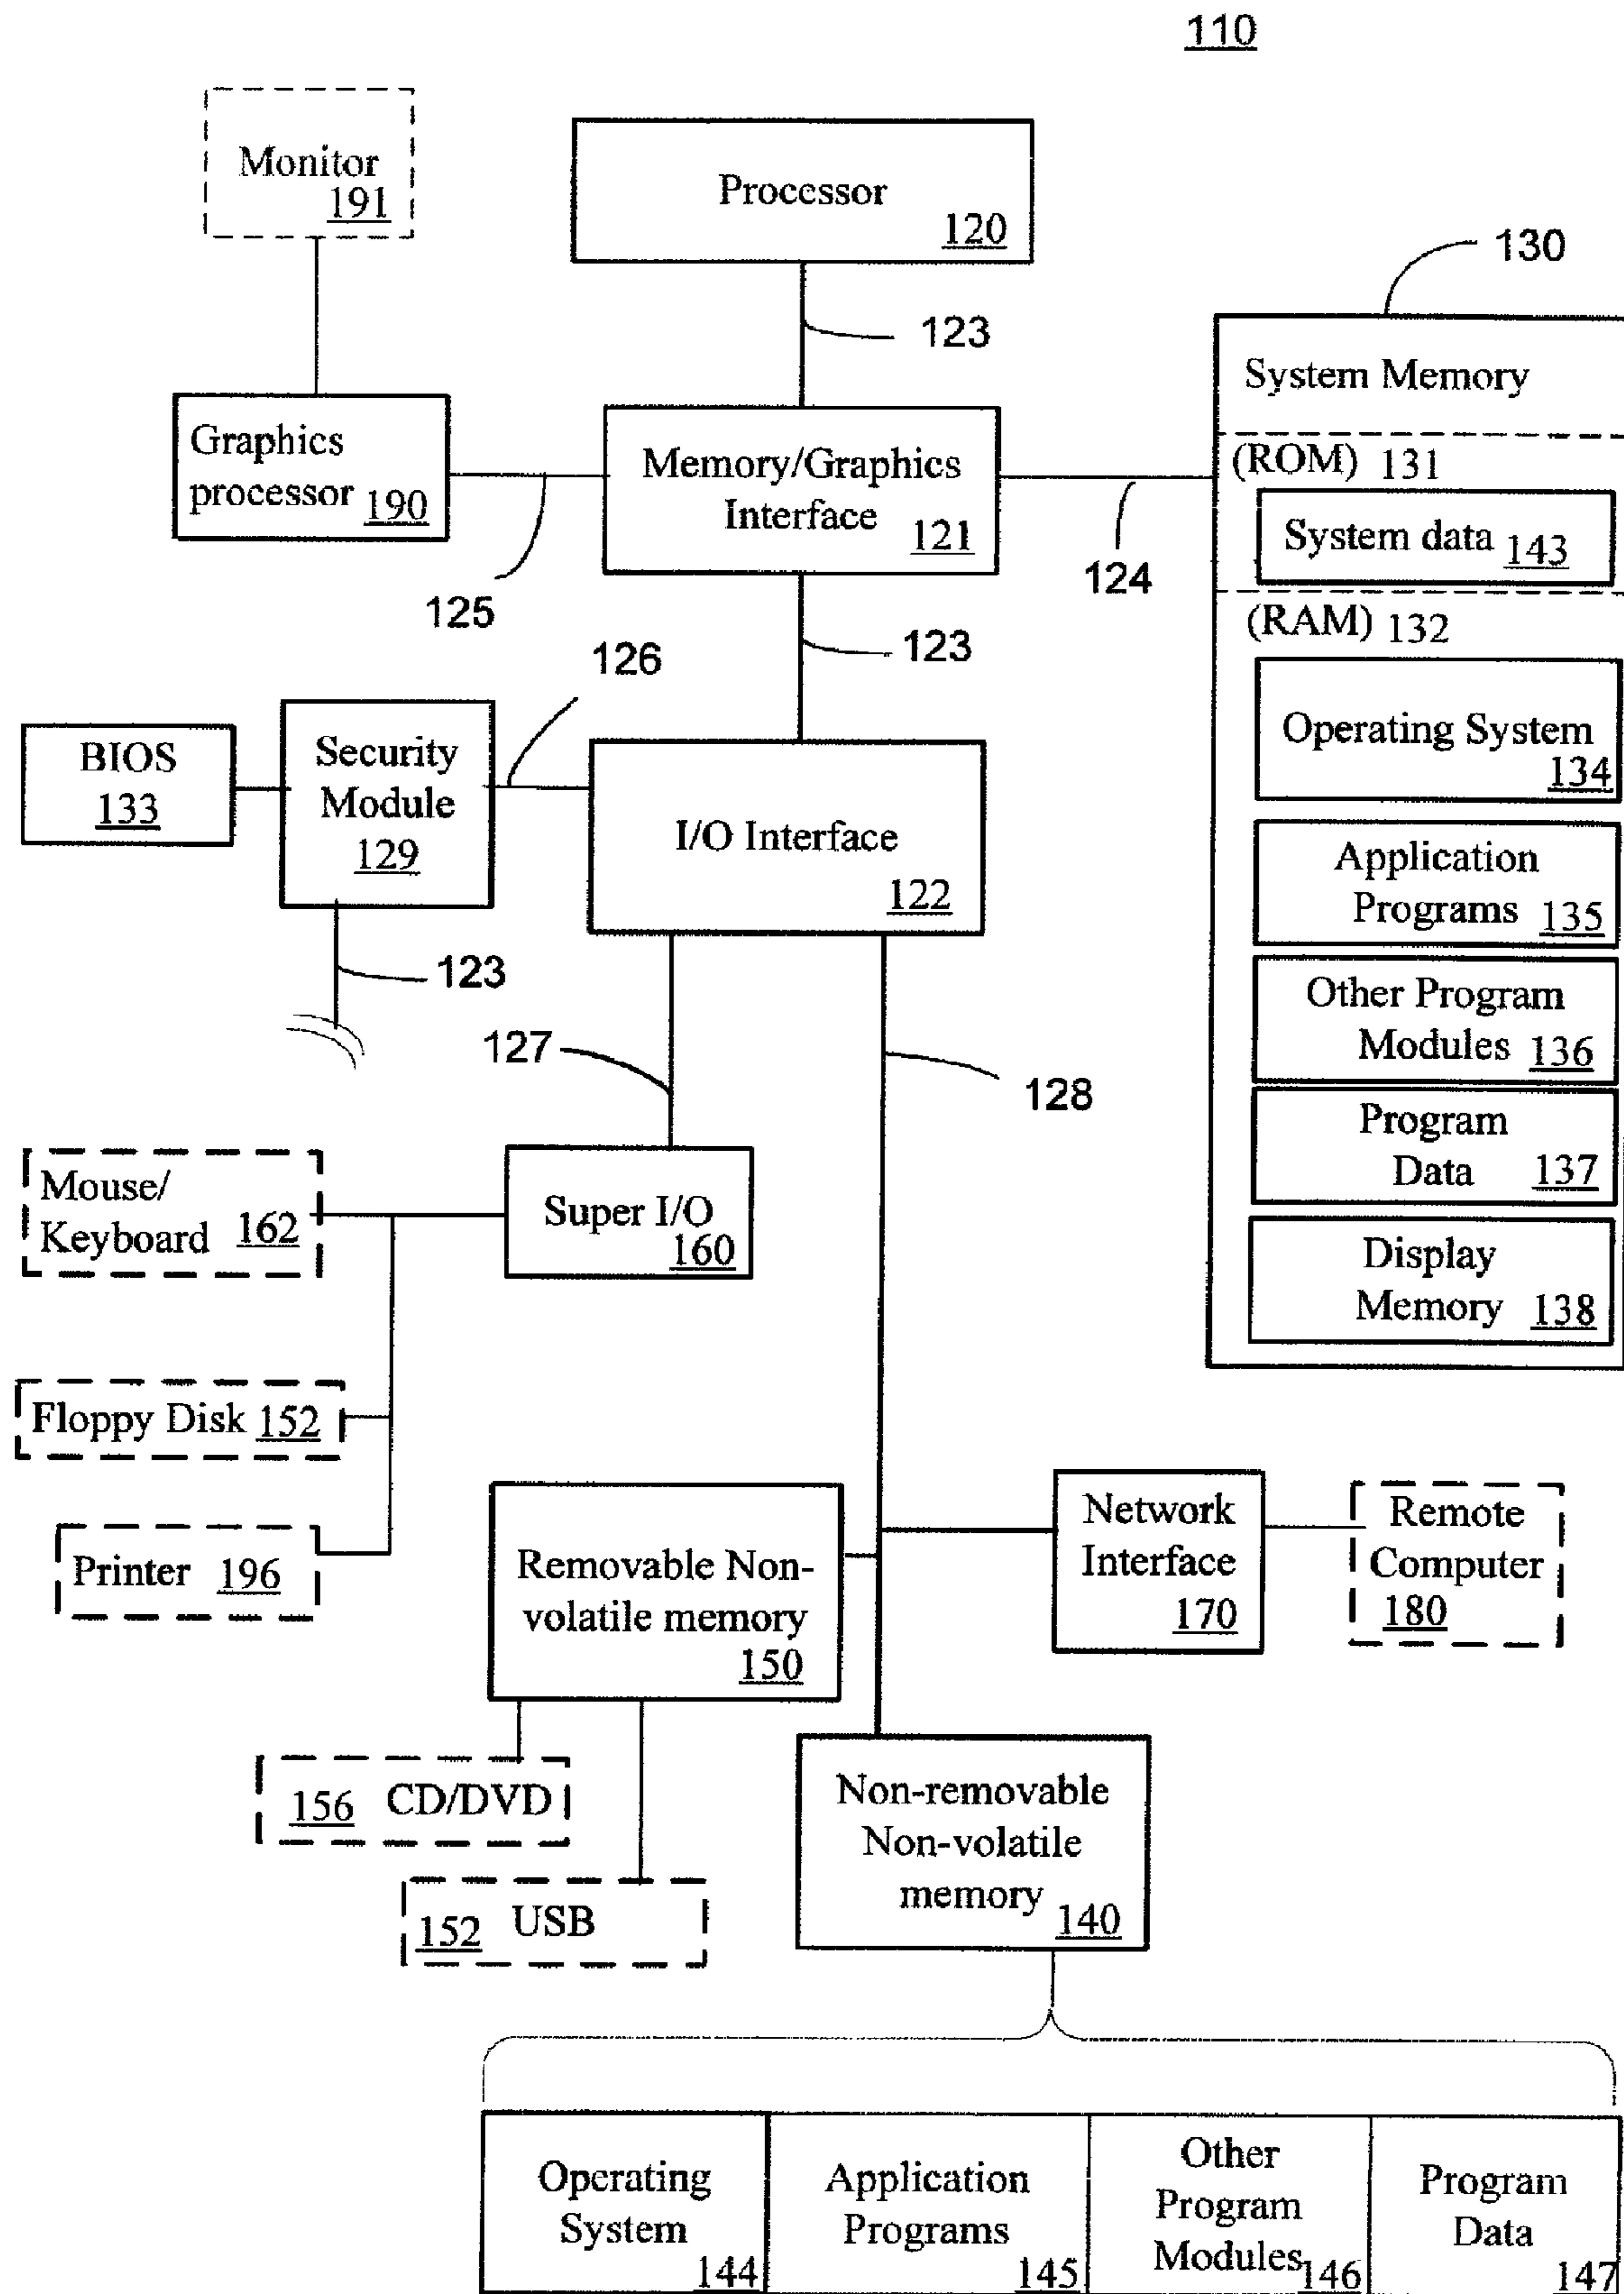 110
Monitor
191
Processor
120
130
123
System Memory
Graphics
processor 190
Memory/Graphics
Interface
121
(ROM) 131
System data 143
125
124
123
(RAM) 132
126
Operating System
134
BIOS
133
Security
Module
129
I/O Interface
122
Application
Programs 135
123
Other Program
Modules 136
127
128
Program
Data 137
Mouse/
Keyboard 162
Super I/O
160
Display
Memory 138
Floppy Disk 152
Printer 196
Removable Non-
volatile memory
150
Network
Interface
170
Remote
Computer
180
156 CD/DVD
152 USB
Non-removable
Non-volatile
memory
140
Operating
System
144
Application
Programs
145
Other
Program
Modules 146
Program
Data
147